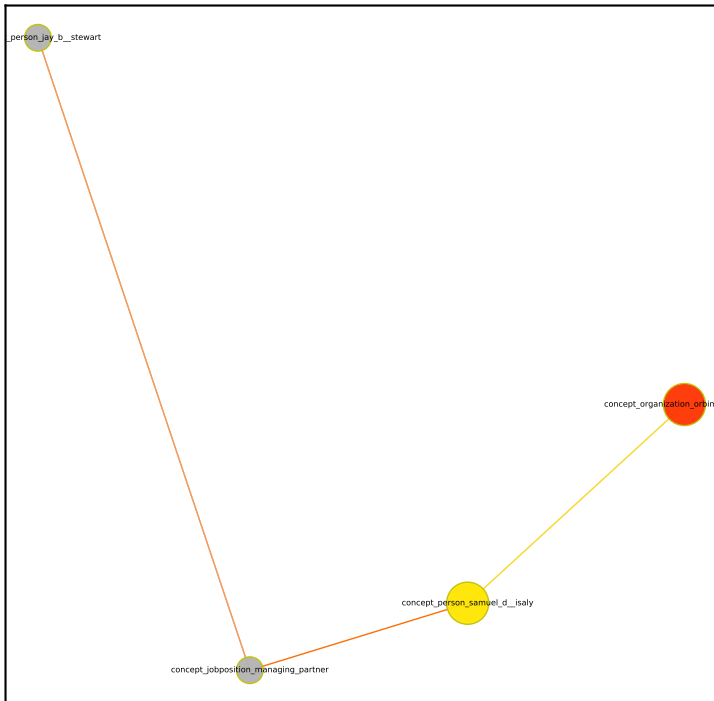 _person_jay_b__stewart
concept_organization_orbin
concept_person_samuel_d__isaly
concept_jobposition_managing_partner